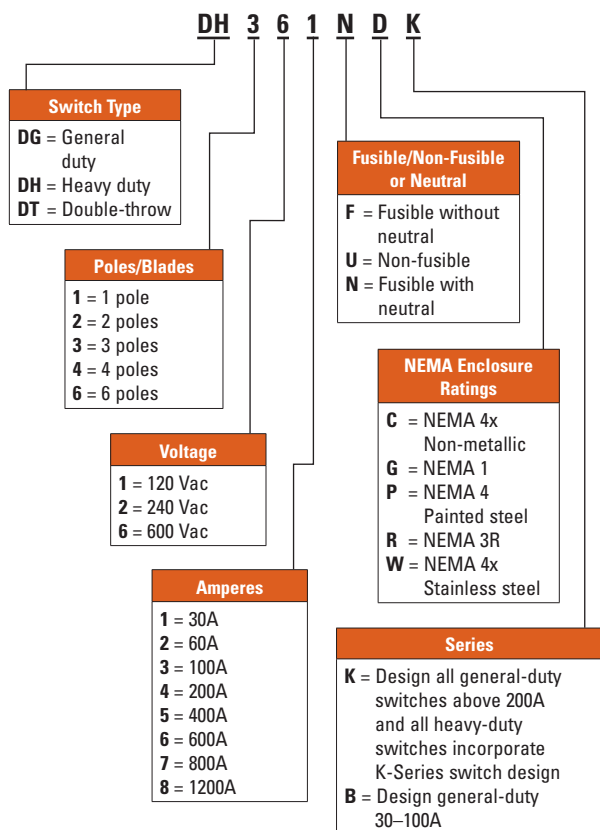 DH 3 6 1 N D K
Switch Type
DG = General
duty
DH = Heavy duty
DT = Double-throw
Poles/Blades
1 = 1 pole
2 = 2 poles
3 = 3 poles
4 = 4 poles
6 = 6 poles
Voltage
1 = 120 Vac
2 = 240 Vac
6 = 600 Vac
Amperes
1 = 30A
2 = 60A
3 = 100A
4 = 200A
5 = 400A
6 = 600A
7 = 800A
8 = 1200A
Fusible/Non-Fusible
or Neutral
F = Fusible without
neutral
U = Non-fusible
N = Fusible with
neutral
NEMA Enclosure
Ratings
C = NEMA 4x
Non-metallic
G = NEMA 1
P = NEMA 4
Painted steel
R = NEMA 3R
W = NEMA 4x
Stainless steel
Series
K = Design all general-duty
switches above 200A
and all heavy-duty
switches incorporate
K-Series switch design
B = Design general-duty
30–100A